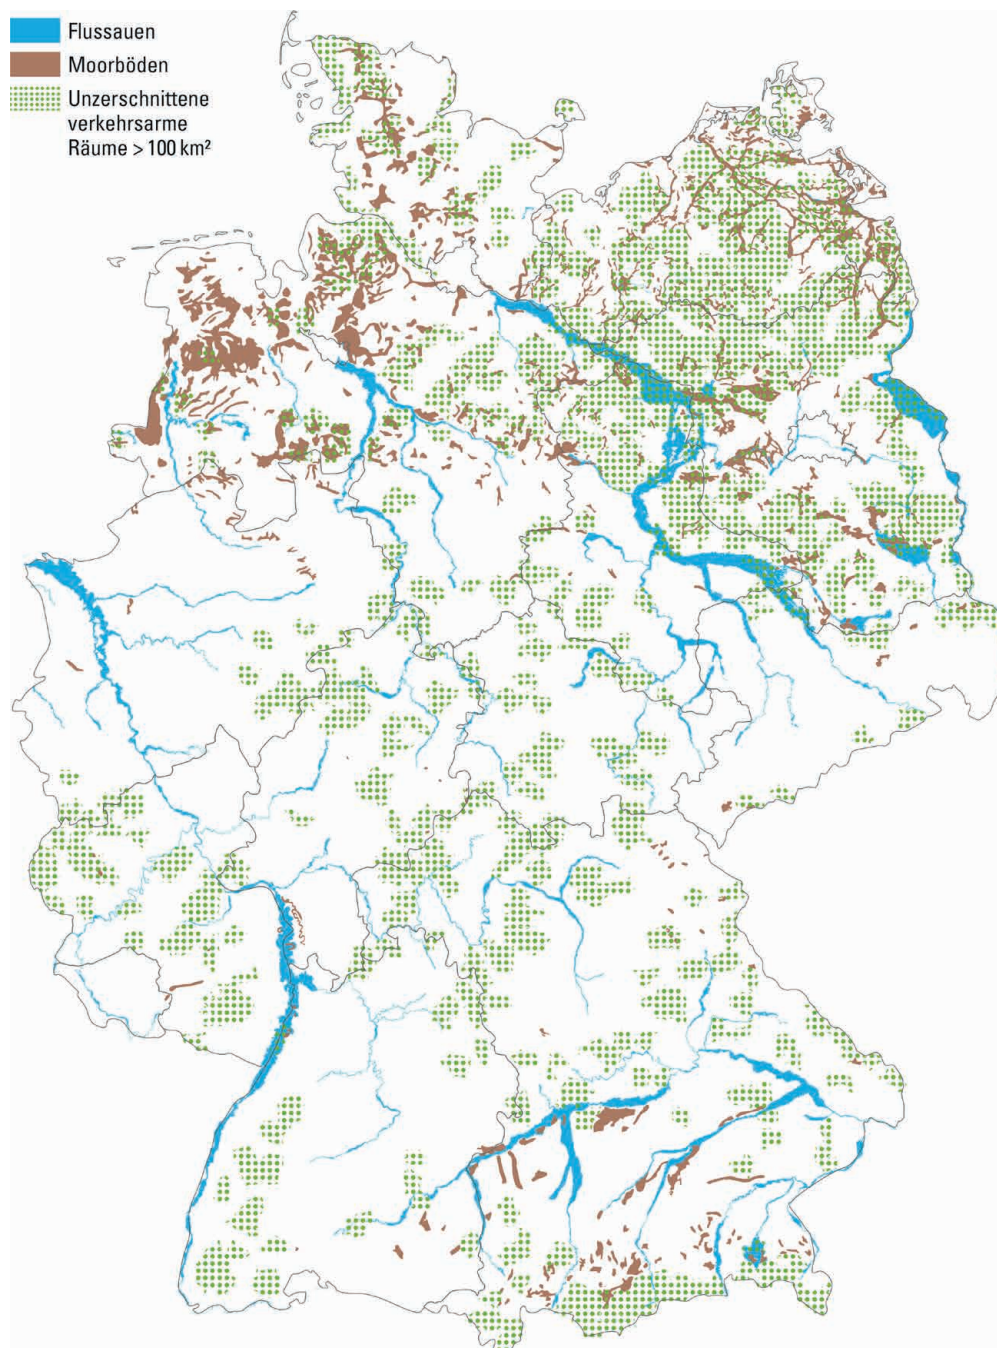 Flussauen
Moorböden
Unzerschnittene
verkehrsarme
Räume > 100 km²